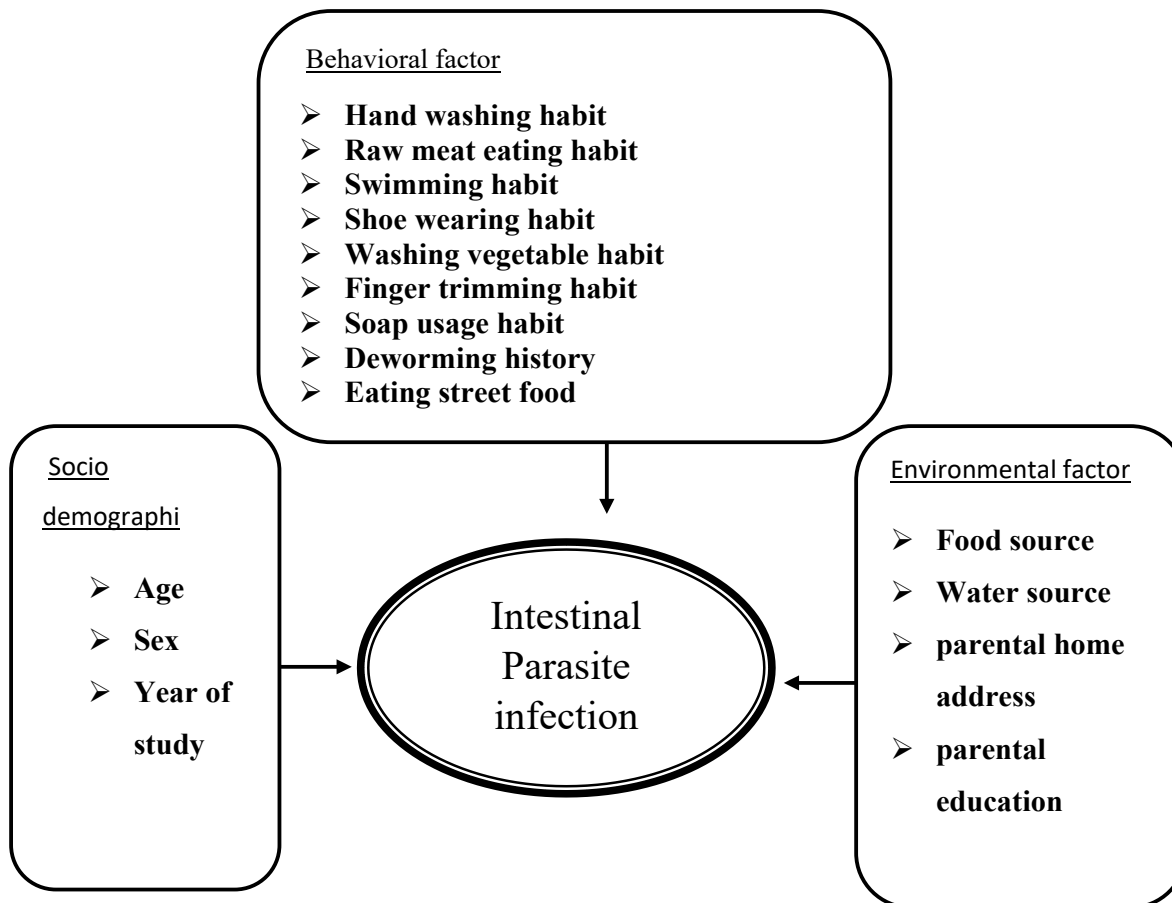 Behavioral factor
➢ Hand washing habit
➢ Raw meat eating habit
➢ Swimming habit
➢ Shoe wearing habit
➢ Washing vegetable habit
➢ Finger trimming habit
➢ Soap usage habit
➢ Deworming history
➢ Eating street food
Socio
demographi
➢ Age
➢ Sex
➢ Year of
study
Intestinal
Parasite
infection
Environmental factor
➢ Food source
➢ Water source
➢ parental home
address
➢ parental
education